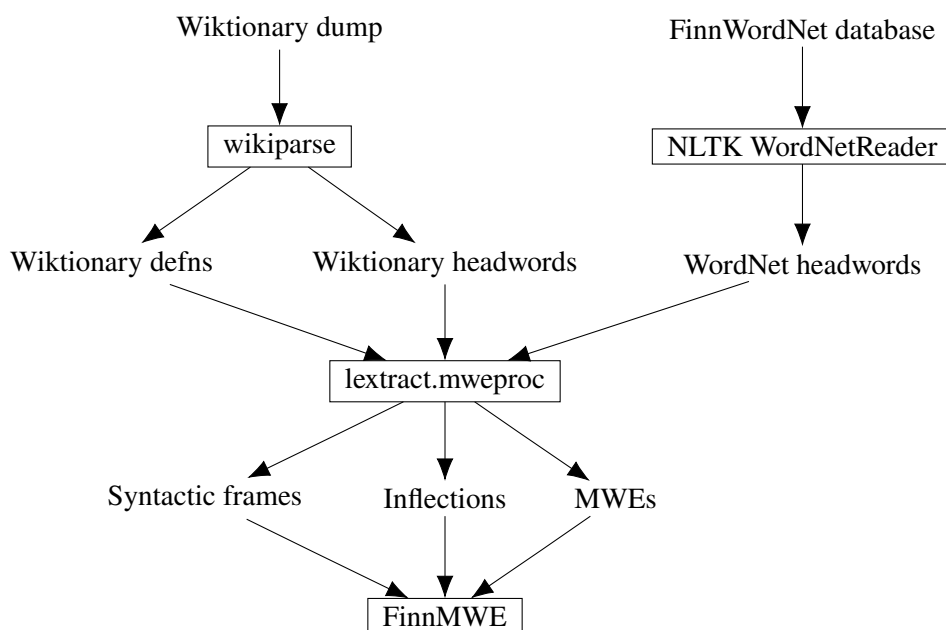 Wiktionary dump
FinnWordNet database
wikiparse
NLTK WordNetReader
Wiktionary defns
Wiktionary headwords
WordNet headwords
lextract.mweproc
Syntactic frames
Inflections
MWEs
FinnMWE